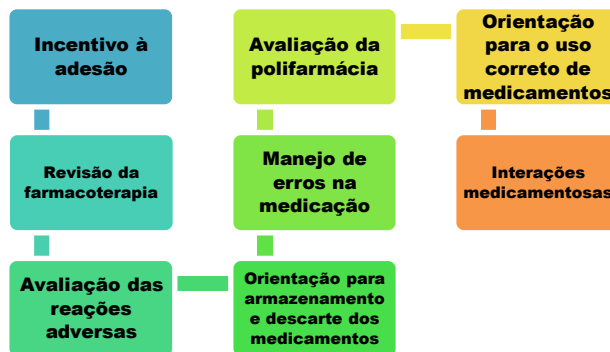 Incentivo à
adesão
Revisão da
farmacoterapia
Avaliação das
reações
adversas
Orientação para
armazenamento
e descarte dos
medicamentos
Manejo de
erros na
medicação
Avaliação da
polifarmácia
Orientação
para o uso
correto de
medicamentos
Interações
medicamentosas